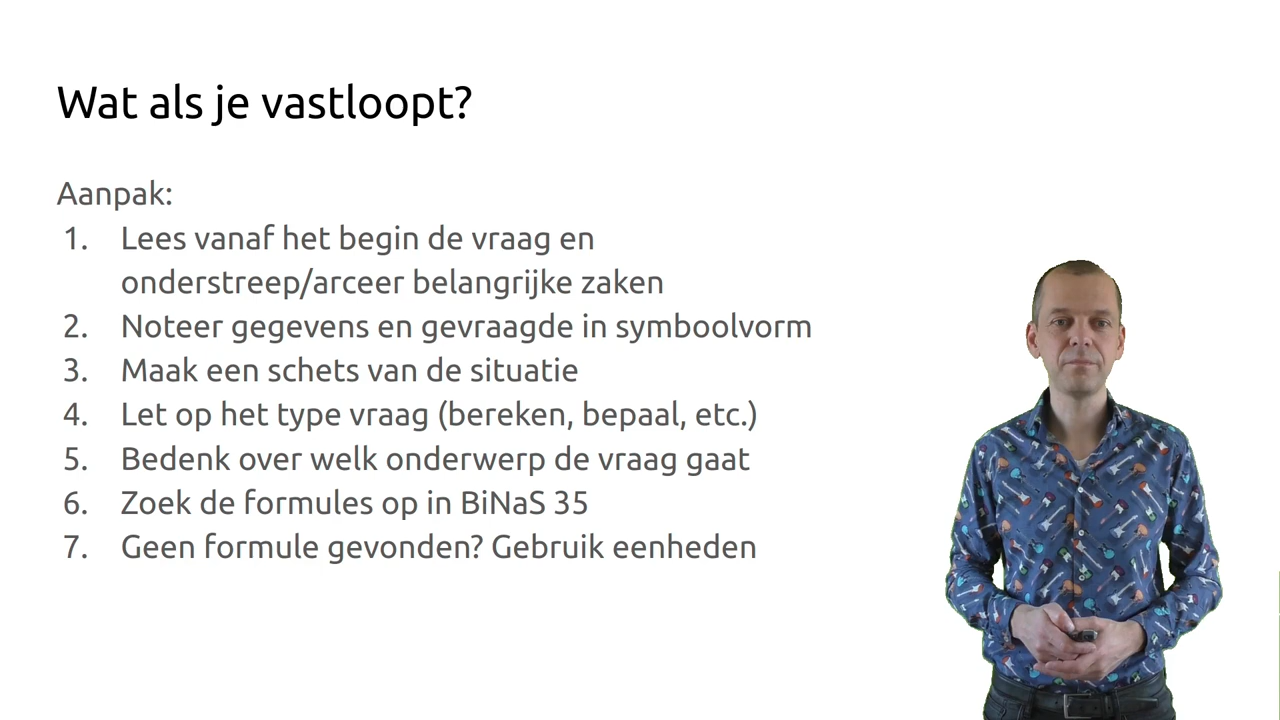 Wat als je vastloopt?
Aanpak:
1. Lees vanaf het begin de vraag en
onderstreep/arceer belangrijke zaken
2. Noteer gegevens en gevraagde in symboolvorm
3. Maak een schets van de situatie
4. Let op het type vraag (bereken, bepaal, etc.)
5. Bedenk over welk onderwerp de vraag gaat
6. Zoek de formules op in BiNaS 35
7. Geen formule gevonden? Gebruik eenheden